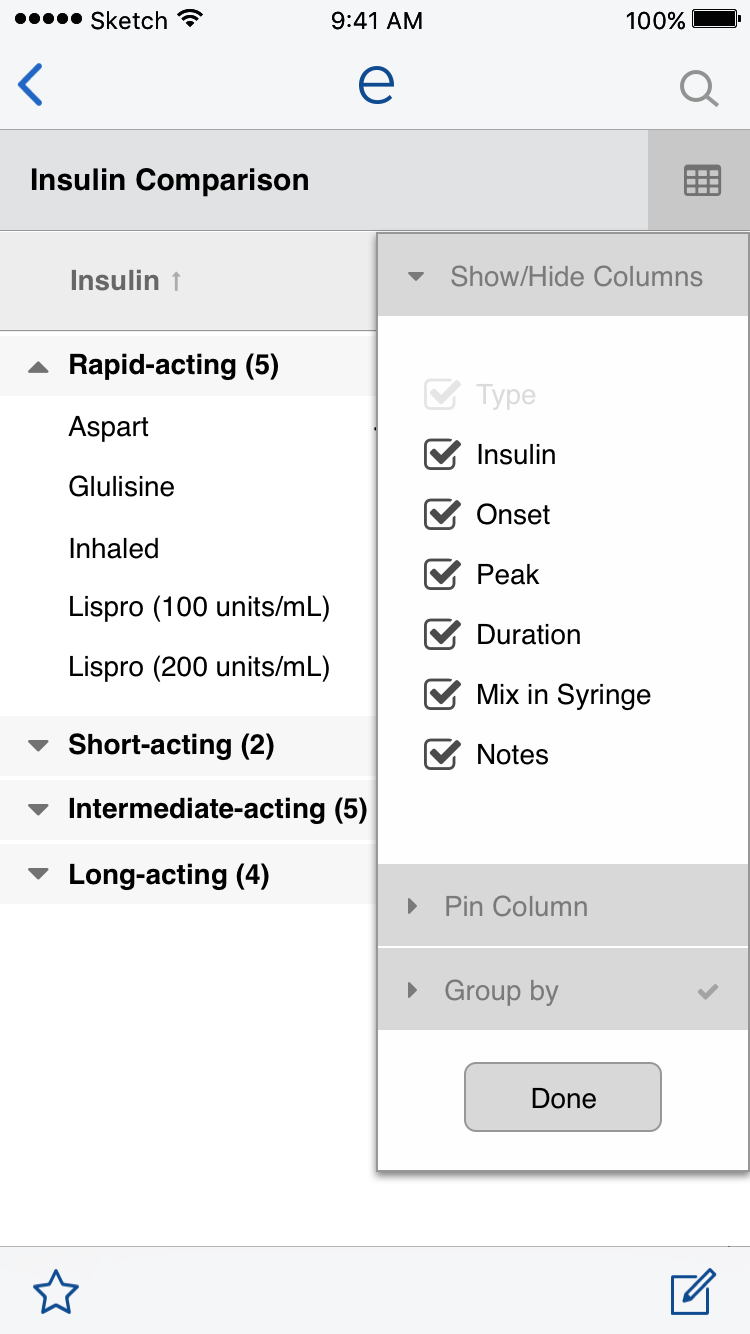 Sketch 9:41 AM 100%
e
Insulin Comparison
Insulin ↑
Rapid-acting (5)
Aspart
Glulisine
Inhaled
Lispro (100 units/mL)
Lispro (200 units/mL)
Short-acting (2)
Intermediate-acting (5)
Long-acting (4)
Show/Hide Columns
Type
Insulin
Onset
Peak
Duration
Mix in Syringe
Notes
Pin Column
Group by
Done